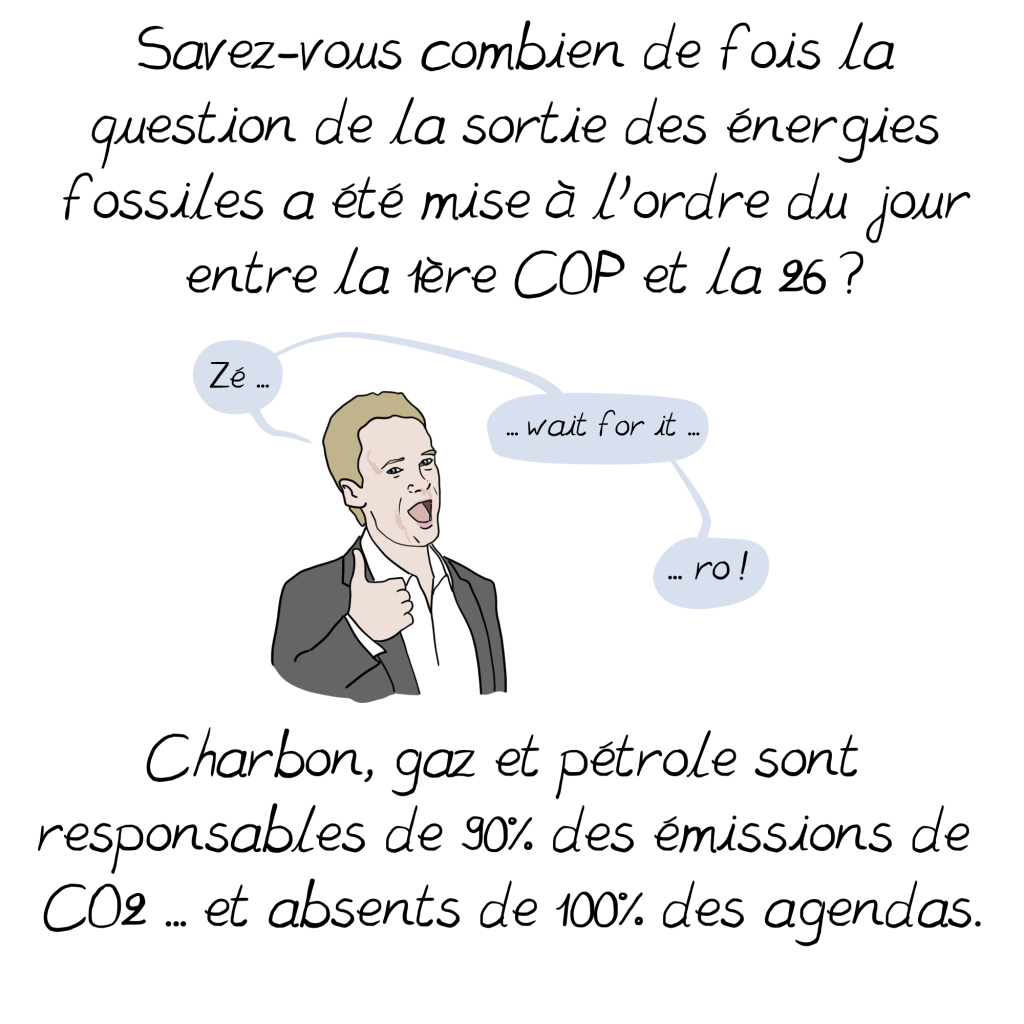 Savez-vous combien de fois la
question de la sortie des énergies
fossiles a été mise à l'ordre du jour
entre la 1ère COP et la 26 ?
Zé ...
... wait for it ...
... ro !
Charbon, gaz et pétrole sont
responsables de 90% des émissions de
CO2 ... et absents de 100% des agendas.